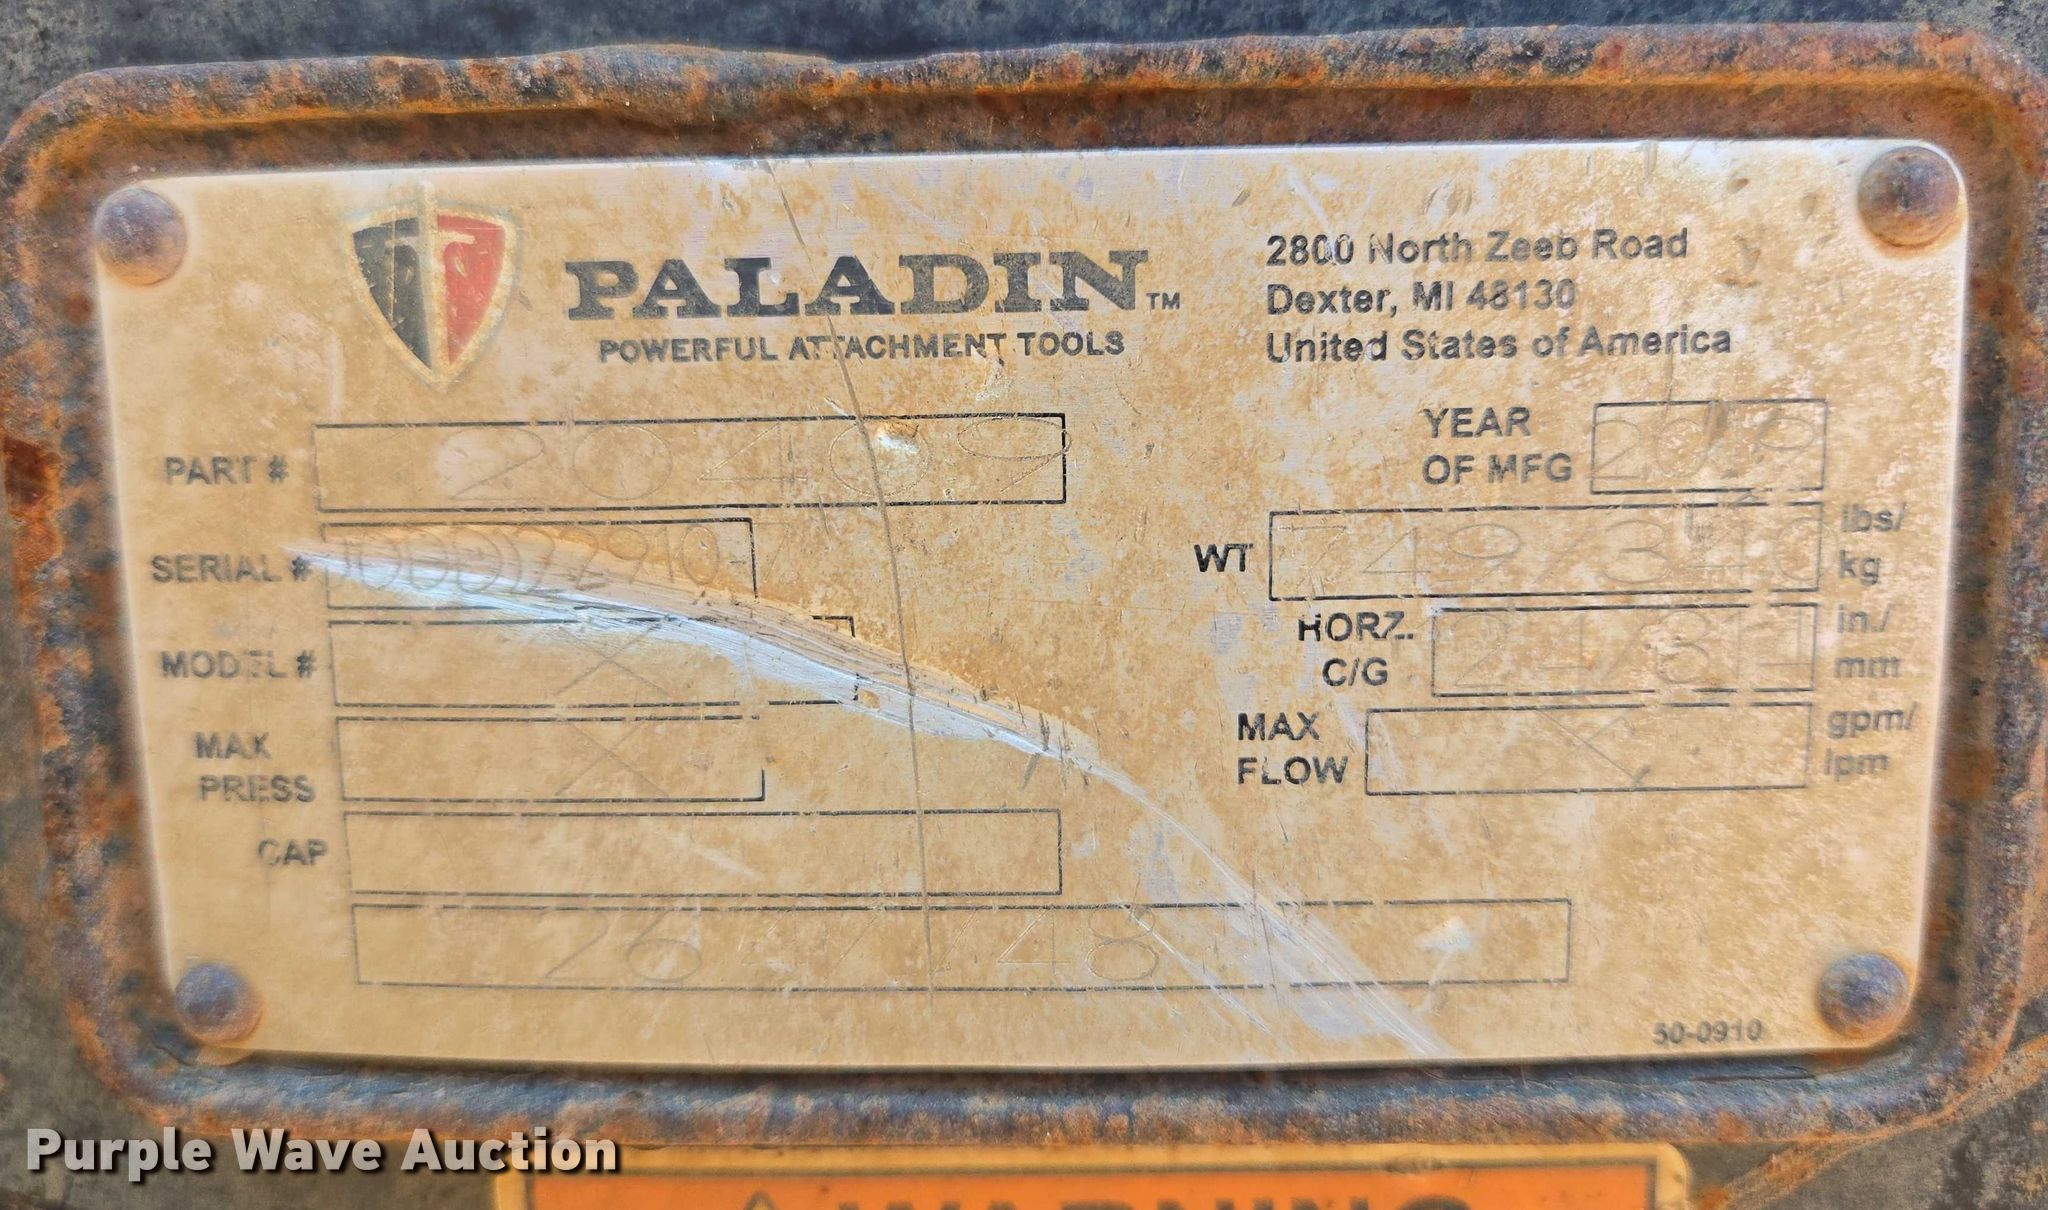 PALADIN™
POWERFUL ATTACHMENT TOOLS
2800 North Zeeb Road
Dexter, MI 48130
United States of America
PART # 120409
YEAR
OF MFG
SERIAL #
WT lbs/
kg
MODEL # X
HORZ.
C/G in./
mm
MAX
PRESS X
MAX
FLOW X gpm/
lpm
CAP
50-0910
WARNING
Purple Wave Auction